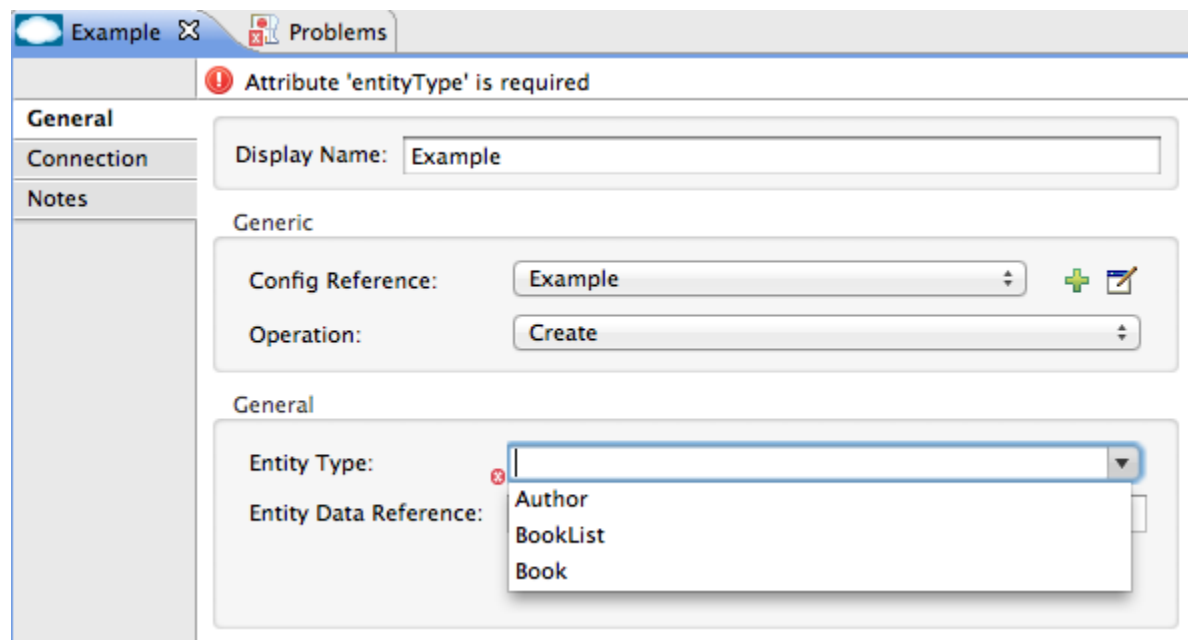 Example Problems
Attribute 'entityType' is required
General
Connection
Notes
Display Name: Example
Generic
Config Reference: Example
Operation: Create
General
Entity Type:
Entity Data Reference:
Author
BookList
Book